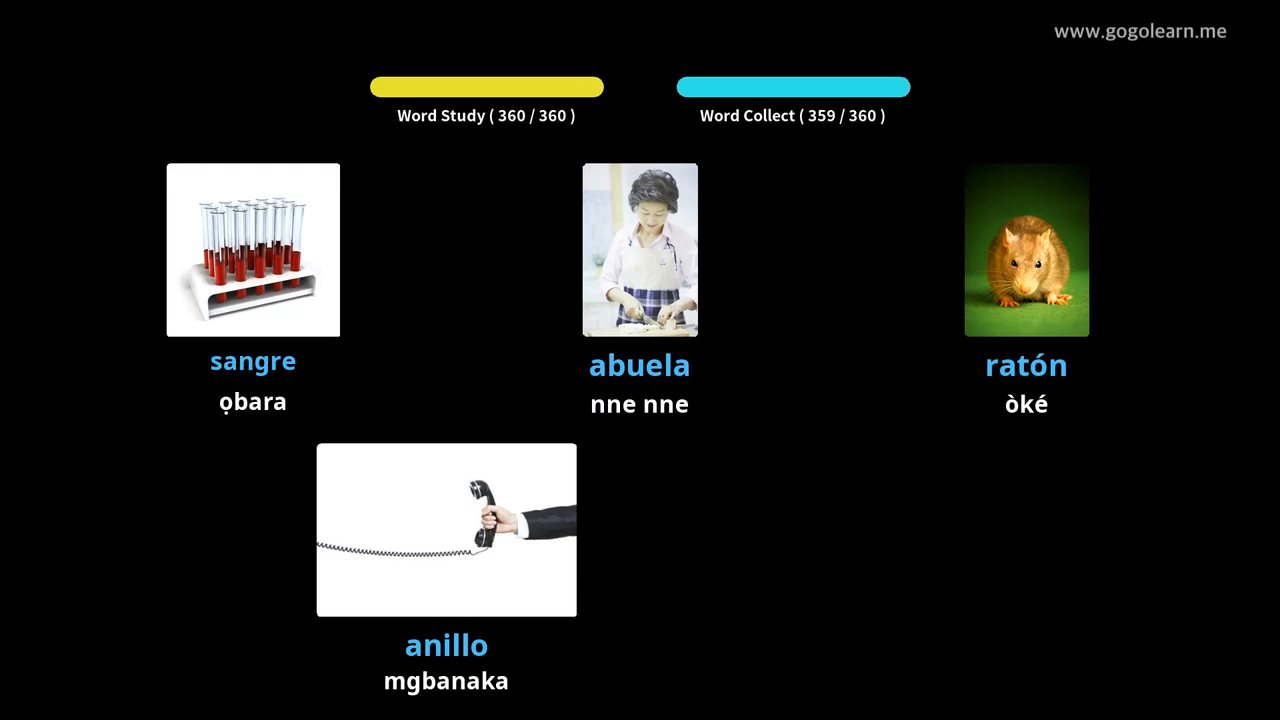 www.gogolearn.me
Word Study ( 360 / 360 )
Word Collect ( 359 / 360 )
sangre
abuela
ratón
ọbara
nne nne
òké
anillo
mgbanaka